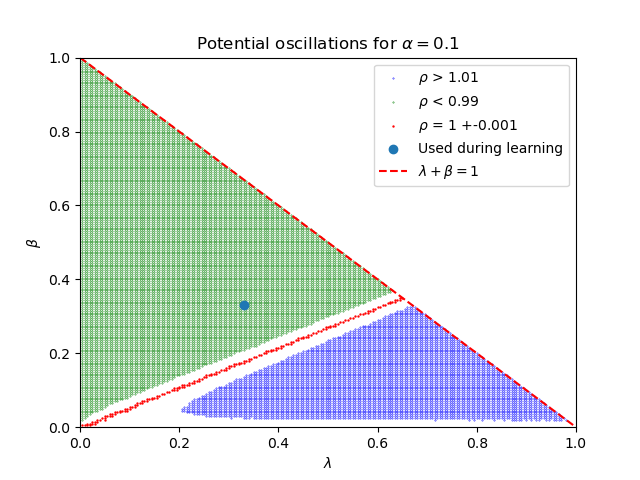 Potential oscillations for α = 0.1
ρ > 1.01
ρ < 0.99
ρ = 1 +-0.001
Used during learning
λ + β = 1
1.0
0.8
0.6
0.4
0.2
0.0
β
0.0 0.2 0.4 0.6 0.8 1.0
λ